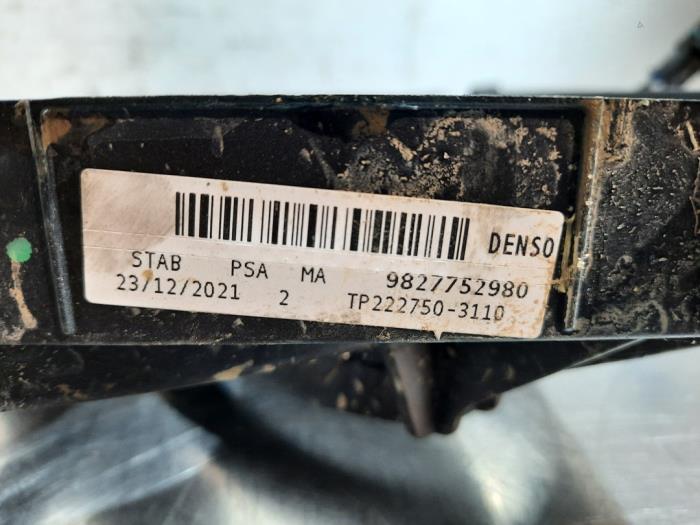 DENSO
STAB PSA MA 9827752980
23/12/2021 2 TP222750-3110